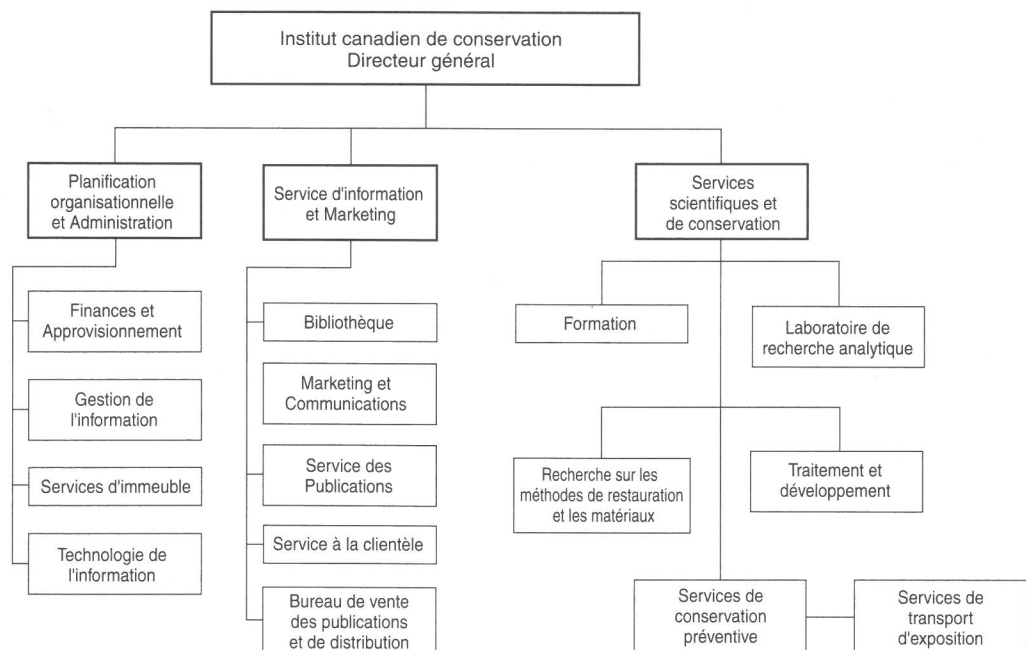 Institut canadien de conservation
Directeur général
Planification
organisationnelle
et Administration
Service d'information
et Marketing
Services
scientifiques et
de conservation
Finances et
Approvisionnement
Gestion de
l'information
Services d'immeuble
Technologie de
l'information
Bibliothèque
Marketing et
Communications
Service des
Publications
Service à la clientèle
Bureau de vente
des publications
et de distribution
Formation
Laboratoire de
recherche analytique
Recherche sur les
méthodes de restauration
et les matériaux
Traitement et
développement
Services de
conservation
préventive
Services de
transport
d'exposition